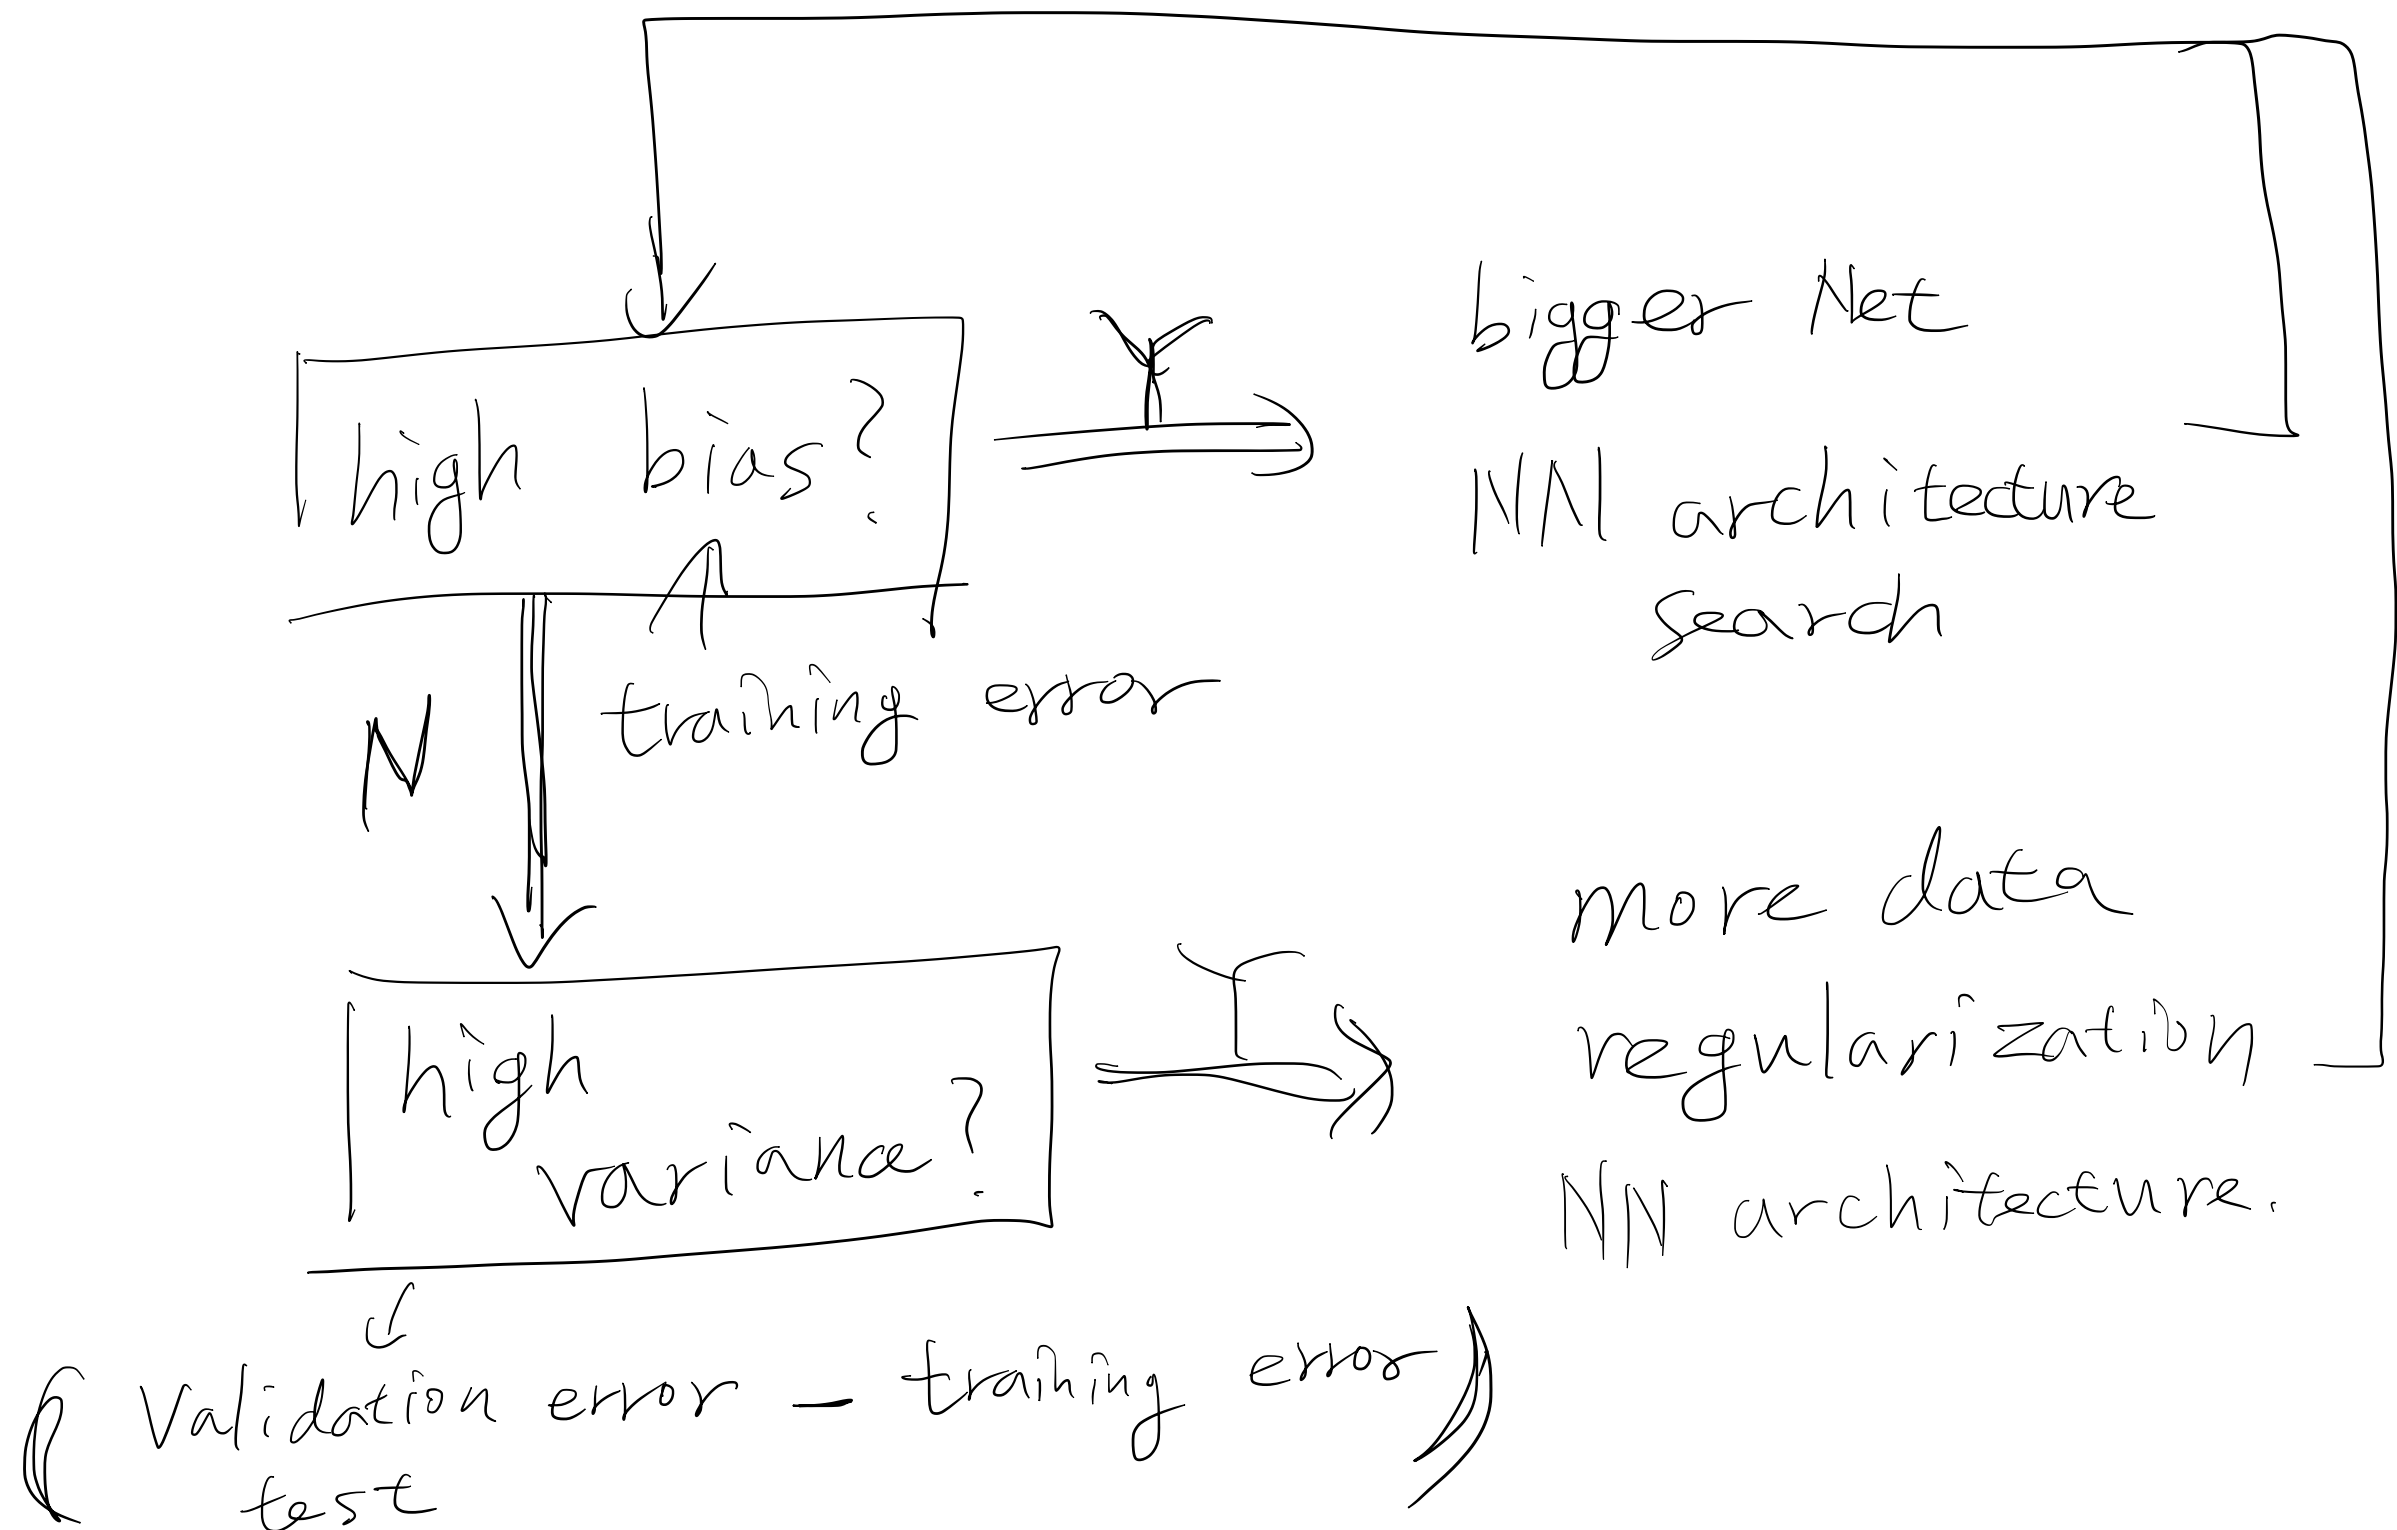 bigger Net
high bias?
Y
NN architeture
search
training error
N
more data
high
Y
regularization
variance?
NN architecture.
(Validation error — training error)
test